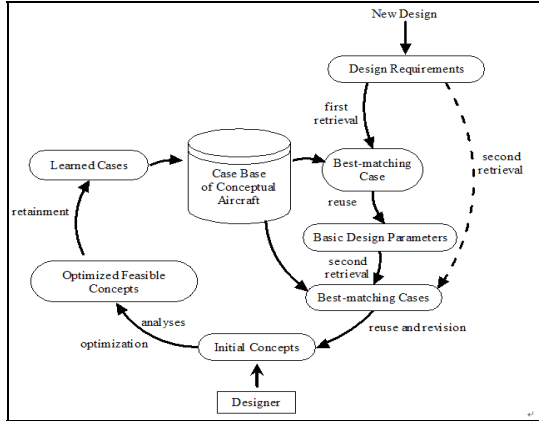 New Design
Design Requirements
first
retrieval
second
retrieval
Learned Cases
Case Base
of Conceptual
Aircraft
Best-matching
Case
retainment
reuse
Basic Design Parameters
second
retrieval
Optimized Feasible
Concepts
Best-matching Cases
analyses
optimization
reuse and revision
Initial Concepts
Designer